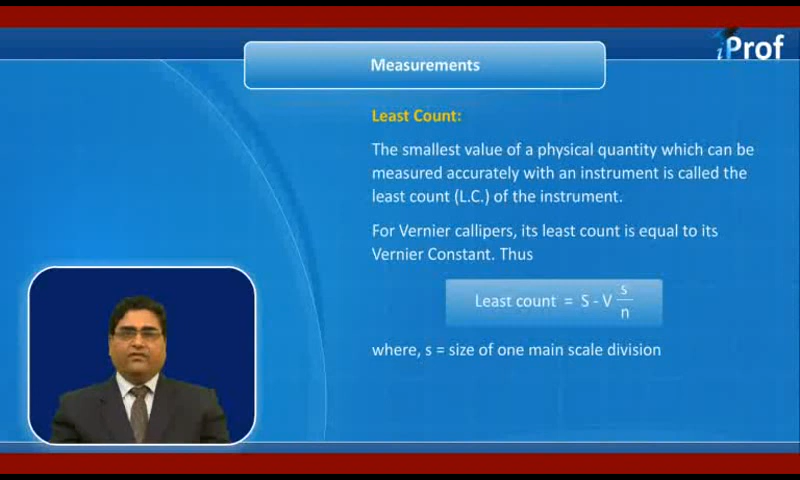 iProf
Measurements
Least Count:
The smallest value of a physical quantity which can be
measured accurately with an instrument is called the
least count (L.C.) of the instrument.
For Vernier callipers, its least count is equal to its
Vernier Constant. Thus
Least count = S - V s/n
where, s = size of one main scale division